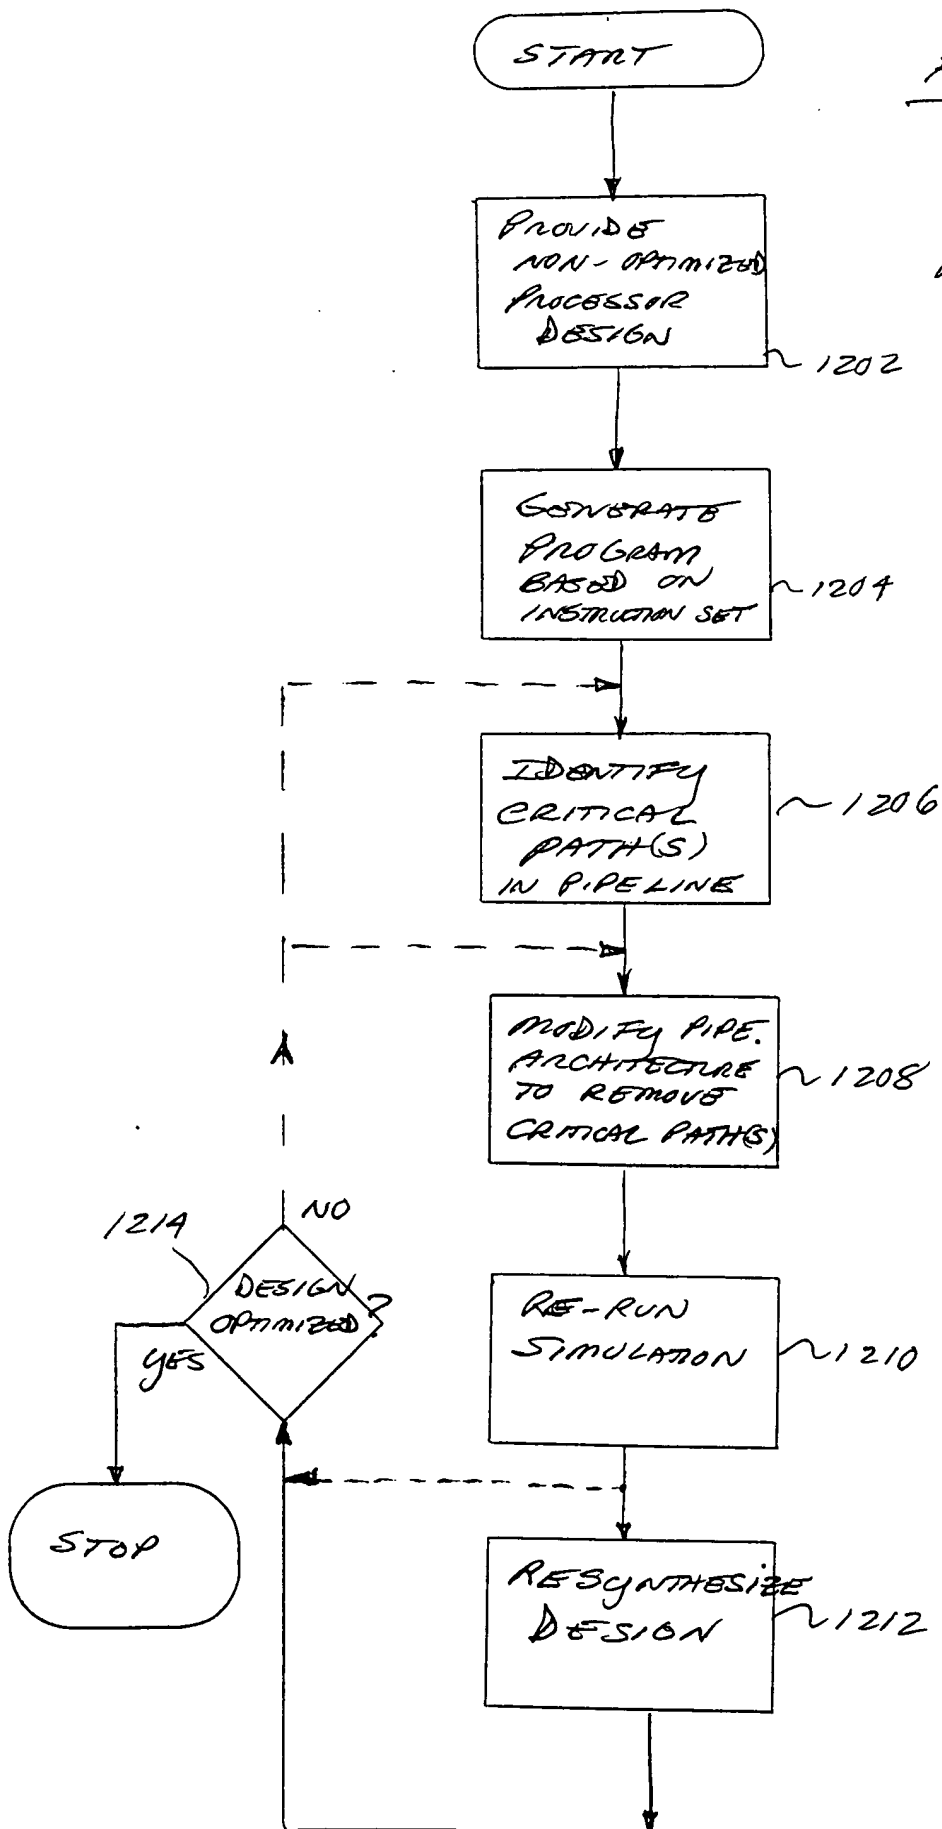 START
PROVIDE
NON-OPTIMIZED
PROCESSOR
DESIGN
1202
GENERATE
PROGRAM
BASED ON
INSTRUCTION SET
1204
IDENTIFY
CRITICAL
PATH(S)
IN PIPELINE
1206
MODIFY PIPE.
ARCHITECTURE
TO REMOVE
CRITICAL PATH(S)
1208
1214
NO
DESIGN
OPTIMIZED?
YES
RE-RUN
SIMULATION
1210
STOP
RESYNTHESIZE
DESIGN
1212